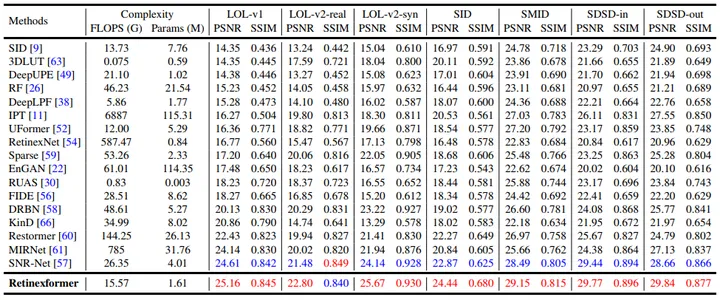 Methods Complexity LOL-v1 LOL-v2-real LOL-v2-syn SID SMID SDSD-in SDSD-out
FLOPS (G) Params (M) PSNR SSIM PSNR SSIM PSNR SSIM PSNR SSIM PSNR SSIM PSNR SSIM PSNR SSIM
SID [9] 13.73 7.76 14.35 0.436 13.24 0.442 15.04 0.610 16.97 0.591 24.78 0.718 23.29 0.703 24.90 0.693
3DLUT [63] 0.075 0.59 14.35 0.445 17.59 0.721 18.04 0.800 20.11 0.592 23.86 0.678 21.66 0.655 21.89 0.649
DeepUPE [49] 21.10 1.02 14.38 0.446 13.27 0.452 15.08 0.623 17.01 0.604 23.91 0.690 21.70 0.662 21.94 0.698
RF [26] 46.23 21.54 15.23 0.452 14.05 0.458 15.97 0.632 16.44 0.596 23.11 0.681 20.97 0.655 21.21 0.689
DeepLPF [38] 5.86 1.77 15.28 0.473 14.10 0.480 16.02 0.587 18.07 0.600 24.36 0.688 22.21 0.664 22.76 0.658
IPT [11] 6887 115.31 16.27 0.504 19.80 0.813 18.30 0.811 20.53 0.561 27.03 0.783 26.11 0.831 27.55 0.850
UFormer [52] 12.00 5.29 16.36 0.771 18.82 0.771 19.66 0.871 18.54 0.577 27.20 0.792 23.17 0.859 23.85 0.748
RetinexNet [54] 587.47 0.84 16.77 0.560 15.47 0.567 17.13 0.798 16.48 0.578 22.83 0.684 20.84 0.617 20.96 0.629
Sparse [59] 53.26 2.33 17.20 0.640 20.06 0.816 22.05 0.905 18.68 0.606 25.48 0.766 23.25 0.863 25.28 0.804
EnGAN [22] 61.01 114.35 17.48 0.650 18.23 0.617 16.57 0.734 17.23 0.543 22.62 0.674 20.02 0.604 20.10 0.616
RUAS [30] 0.83 0.003 18.23 0.720 18.37 0.723 16.55 0.652 18.44 0.581 25.88 0.744 23.17 0.696 23.84 0.743
FIDE [56] 28.51 8.62 18.27 0.665 16.85 0.678 15.20 0.612 18.34 0.578 24.42 0.692 22.41 0.659 22.20 0.629
DRBN [58] 48.61 5.27 20.13 0.830 20.29 0.831 23.22 0.927 19.02 0.577 26.60 0.781 24.08 0.868 25.77 0.841
KinD [66] 34.99 8.02 20.86 0.790 14.74 0.641 13.29 0.578 18.02 0.583 22.18 0.634 21.95 0.672 21.97 0.654
Restormer [60] 144.25 26.13 22.43 0.823 19.94 0.827 21.41 0.830 22.27 0.649 26.97 0.758 25.67 0.827 24.79 0.802
MIRNet [61] 785 31.76 24.14 0.830 20.02 0.820 21.94 0.876 20.84 0.605 25.66 0.762 24.38 0.864 27.13 0.837
SNR-Net [57] 26.35 4.01 24.61 0.842 21.48 0.849 24.14 0.928 22.87 0.625 28.49 0.805 29.44 0.894 28.66 0.866
Retinexformer 15.57 1.61 25.16 0.845 22.80 0.840 25.67 0.930 24.44 0.680 29.15 0.815 29.77 0.896 29.84 0.877